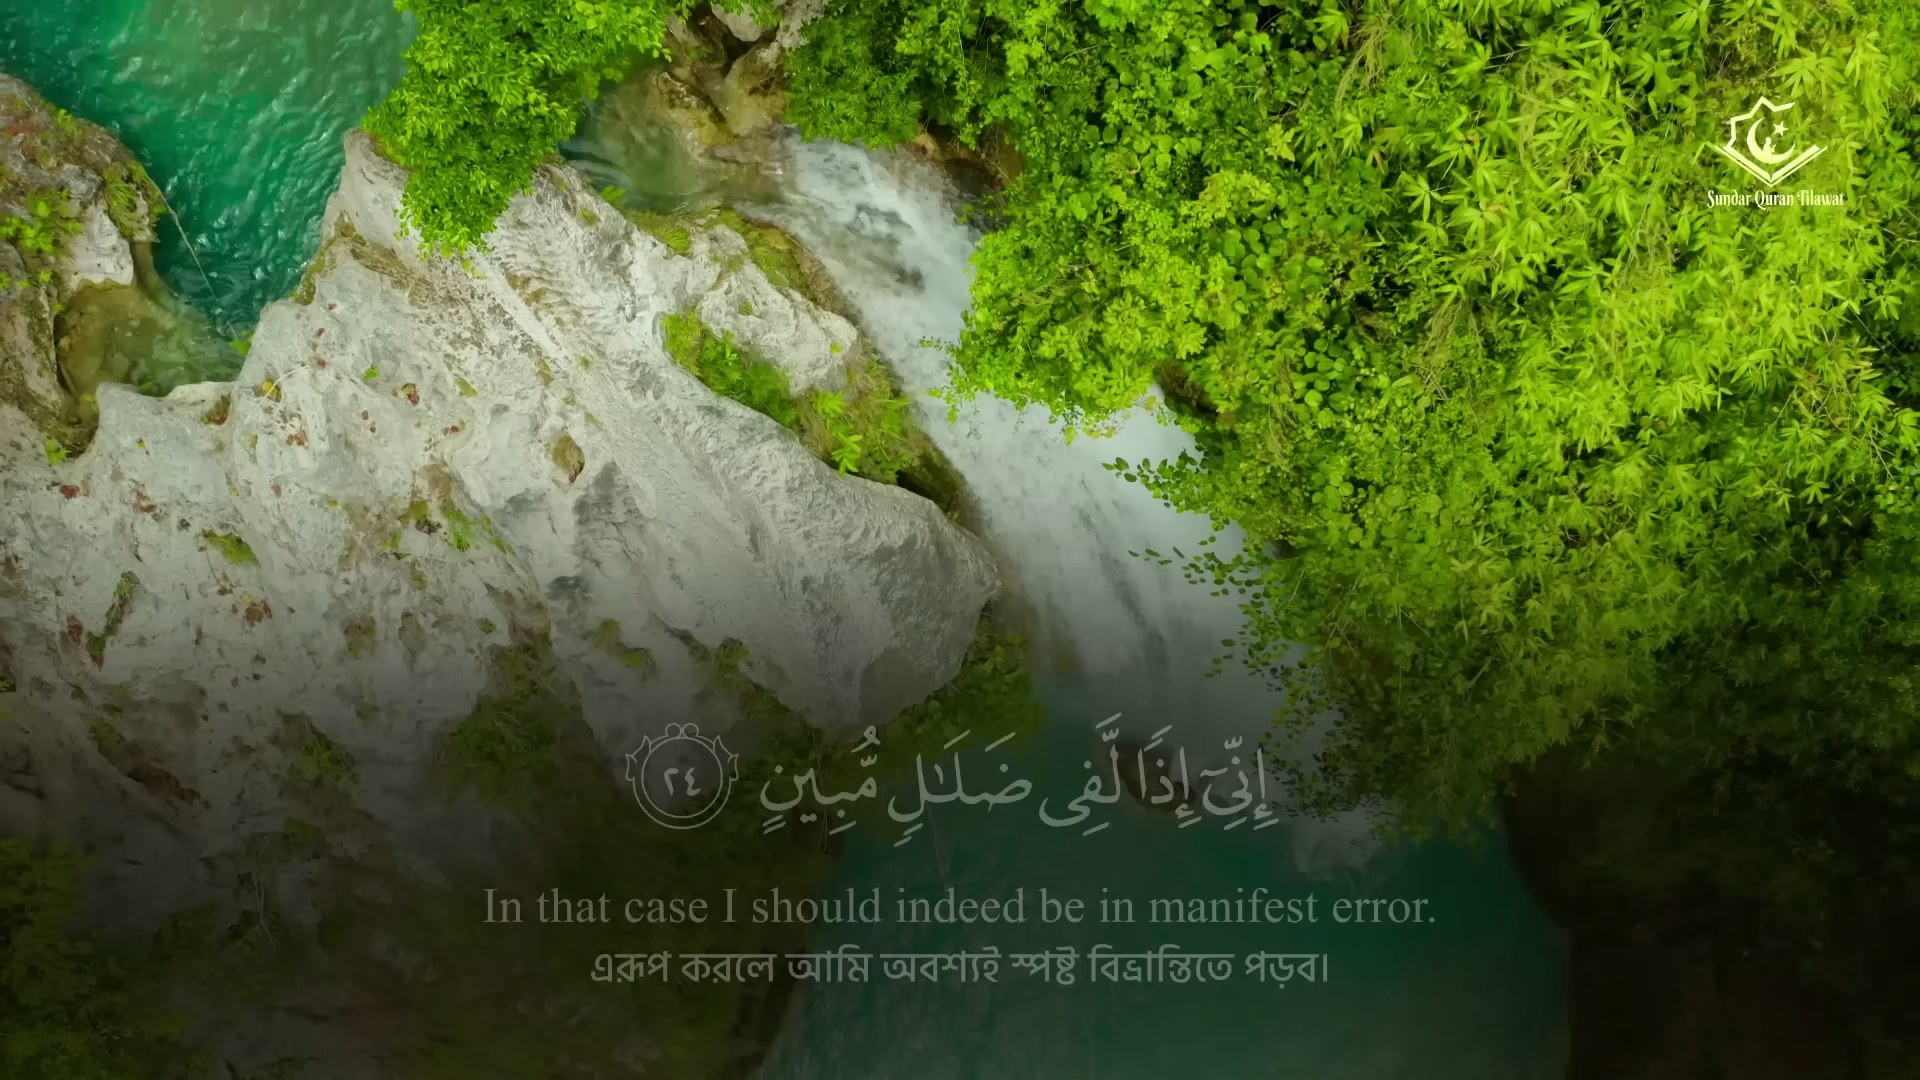 Sundar Quran Tilawat
إِنِّىٓ إِذًا لَّفِى ضَلَـٰلٍ مُّبِينٍ ٢٤
In that case I should indeed be in manifest error.
এরূপ করলে আমি অবশ্যই স্পষ্ট বিভ্রান্তিতে পড়ব।